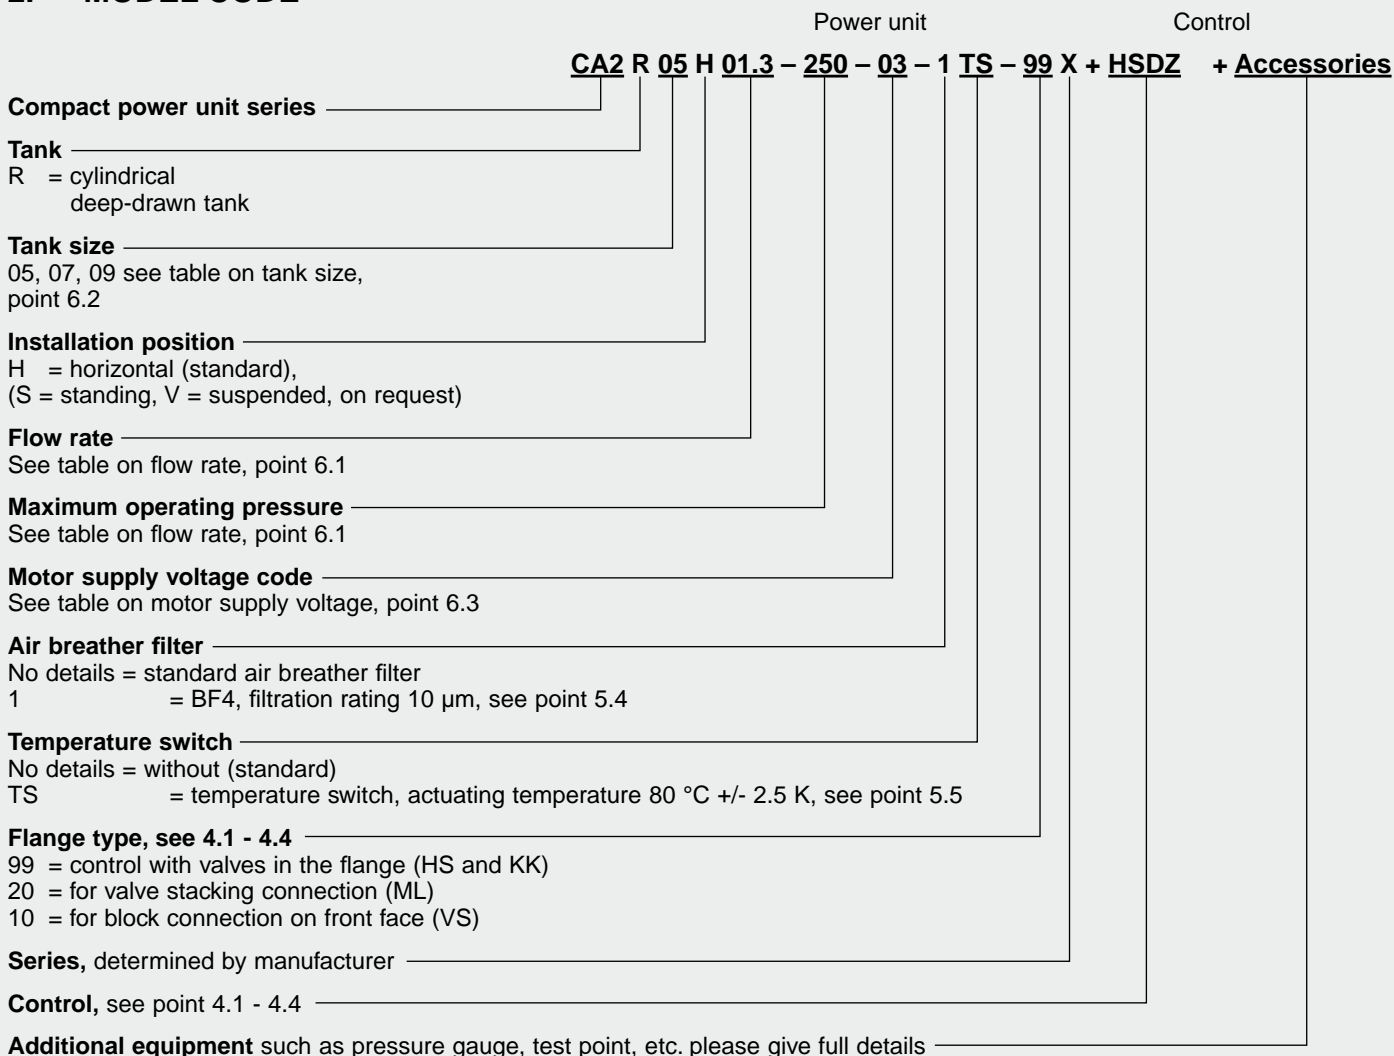 Power unit Control
CA2 R 05 H 01.3 – 250 – 03 – 1 TS – 99 X + HSDZ + Accessories
Compact power unit series
Tank
R = cylindrical
deep-drawn tank
Tank size
05, 07, 09 see table on tank size,
point 6.2
Installation position
H = horizontal (standard),
(S = standing, V = suspended, on request)
Flow rate
See table on flow rate, point 6.1
Maximum operating pressure
See table on flow rate, point 6.1
Motor supply voltage code
See table on motor supply voltage, point 6.3
Air breather filter
No details = standard air breather filter
1 = BF4, filtration rating 10 µm, see point 5.4
Temperature switch
No details = without (standard)
TS = temperature switch, actuating temperature 80 °C +/- 2.5 K, see point 5.5
Flange type, see 4.1 - 4.4
99 = control with valves in the flange (HS and KK)
20 = for valve stacking connection (ML)
10 = for block connection on front face (VS)
Series, determined by manufacturer
Control, see point 4.1 - 4.4
Additional equipment such as pressure gauge, test point, etc. please give full details